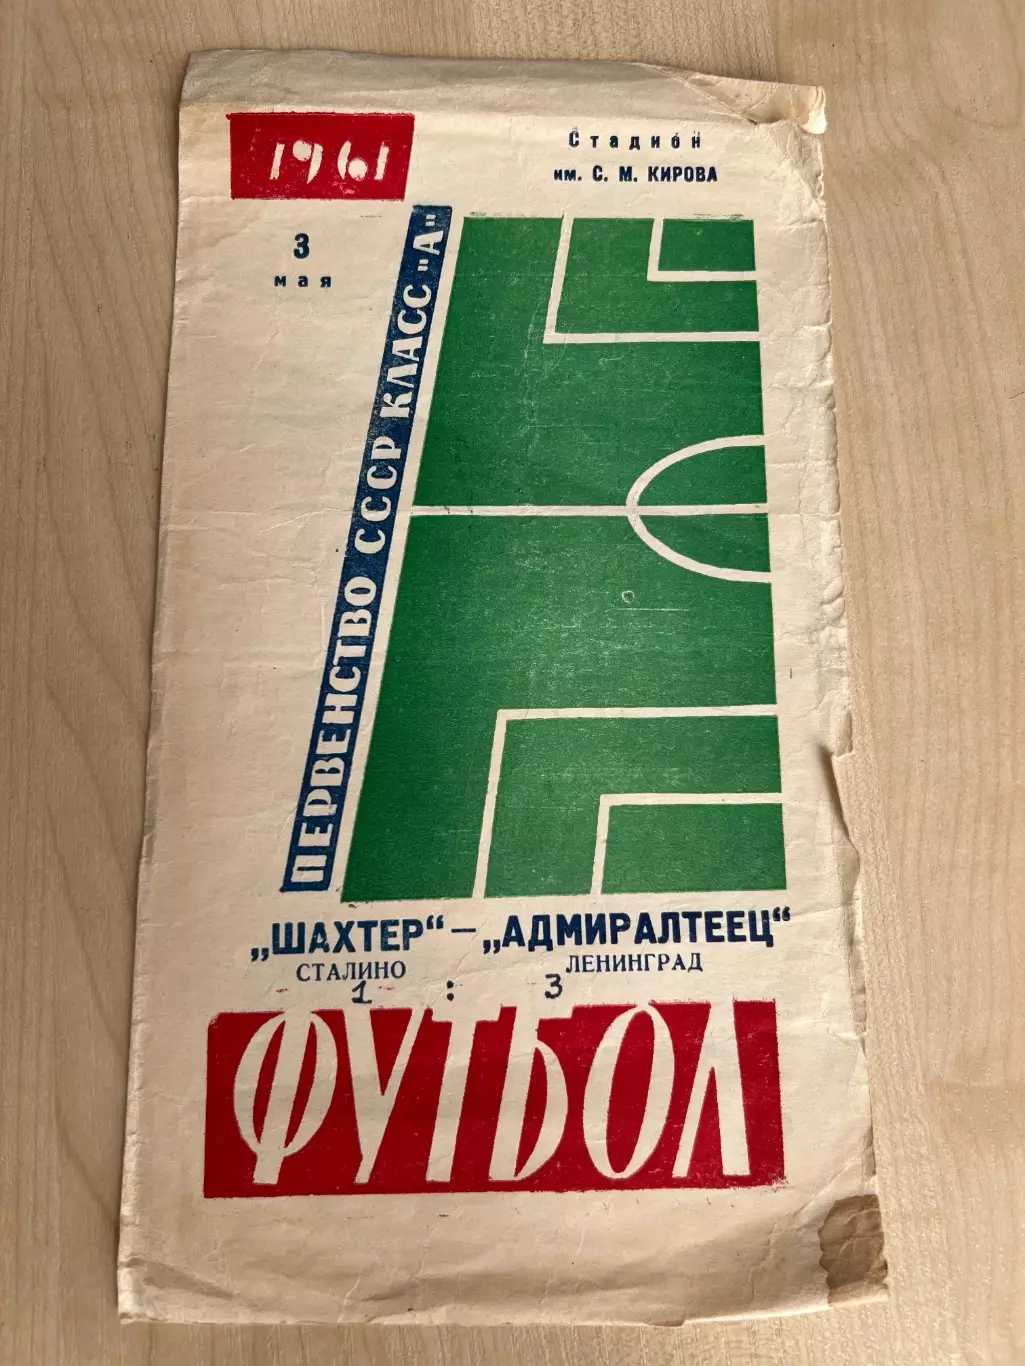 1961
Стадион
им. С. М. КИРОВА
3
мая
ПЕРВЕНСТВО СССР КЛАСС "А"
„ШАХТЕР“ — „АДМИРАЛТЕЕЦ“
СТАЛИНО ЛЕНИНГРАД
1 : 3
ФУТБОЛ